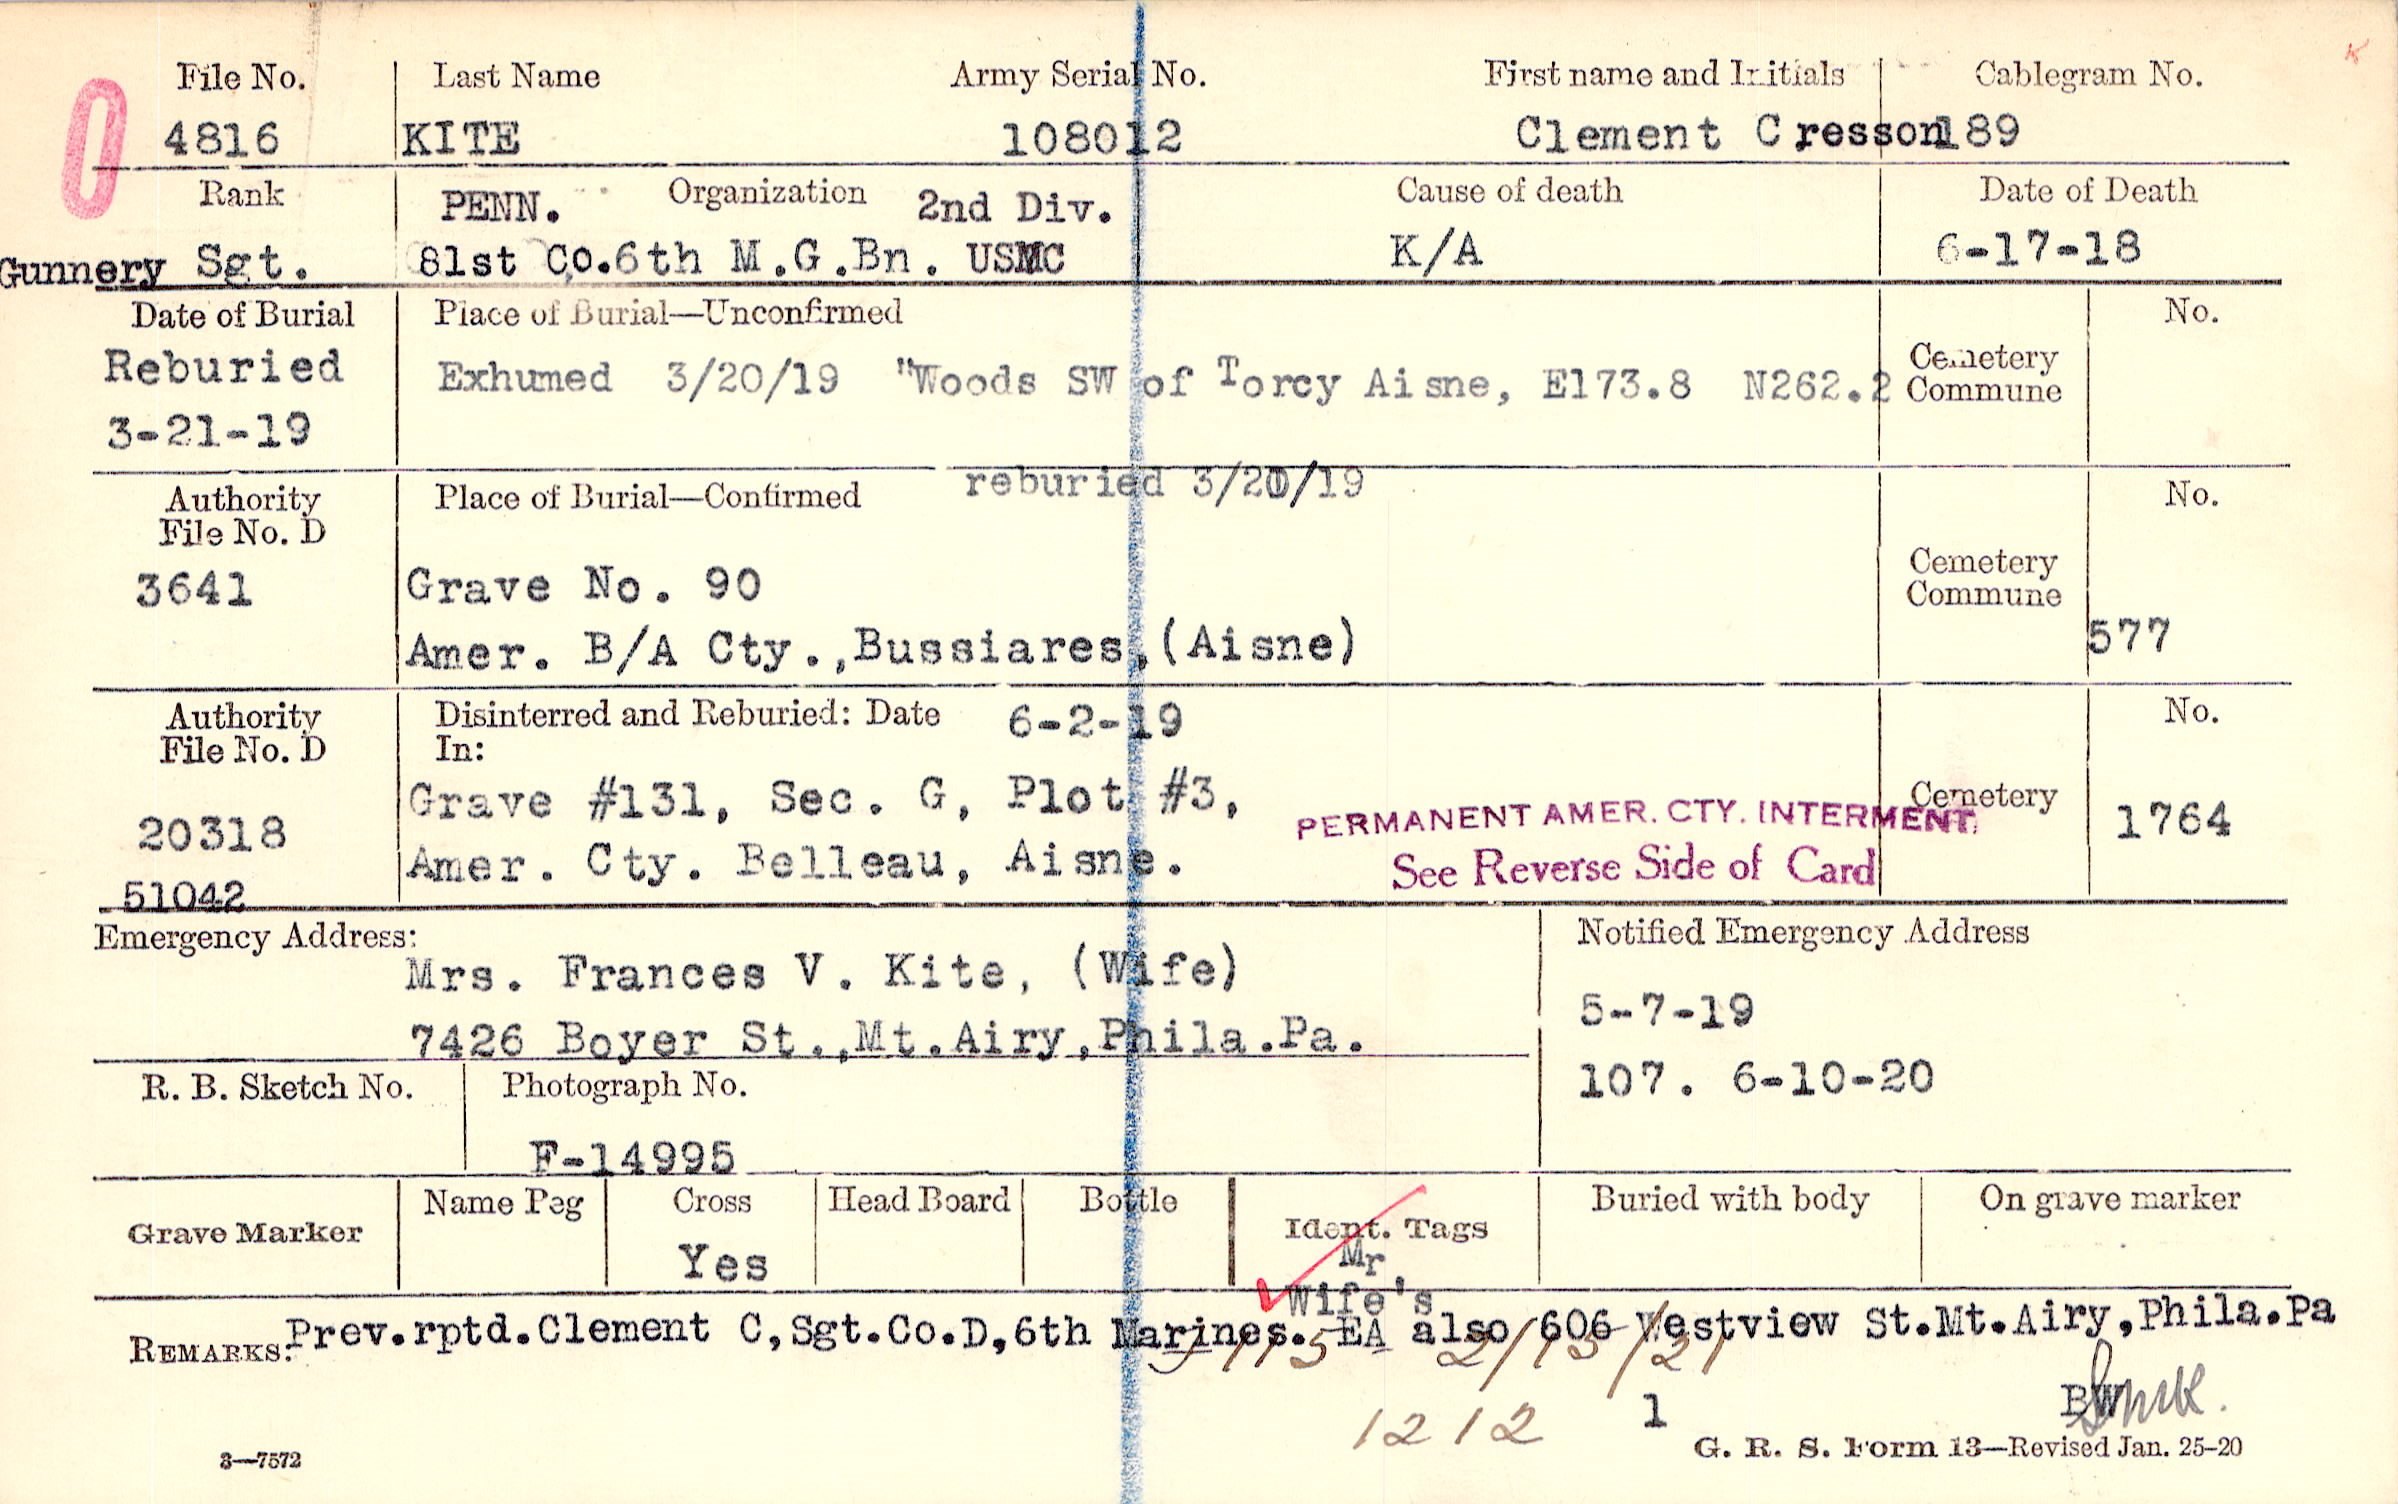 File No. Last Name Army Serial No. First name and Initials Cablegram No.
4816 KITE 108012 Clement Cresson 189
Rank PENN. Organization 2nd Div. Cause of death Date of Death
Gunnery Sgt. 81st Co.6th M.G.Bn. USMC K/A 6-17-18
Date of Burial Place of Burial—Unconfirmed No.
Reburied Exhumed 3/20/19 "Woods SW of Torcy Aisne, E173.8 N262.2 Cemetery
Commune
3-21-19
reburied 3/20/19
Authority Place of Burial—Confirmed No.
File No. D
3641 Grave No. 90 Cemetery
Commune
Amer. B/A Cty.,Bussiares,(Aisne) 577
Authority Disinterred and Reburied: Date 6-2-19 No.
File No. D In:
Grave #131, Sec. G, Plot #3, Cemetery
20318 PERMANENT AMER. CTY. INTERMENT 1764
Amer. Cty. Belleau, Aisne. See Reverse Side of Card
51042
Emergency Address: Notified Emergency Address
Mrs. Frances V. Kite, (Wife)
5-7-19
7426 Boyer St.,Mt.Airy,Phila.Pa.
107. 6-10-20
R. B. Sketch No. Photograph No.
F-14995
Grave Marker Name Peg Cross Head Board Bottle Ident. Tags Buried with body On grave marker
Yes Mr
Wife's
REMARKS: Prev.rptd.Clement C,Sgt.Co.D,6th Marines. EA also 606 Westview St.Mt.Airy,Phila.Pa
2/15/21
1212 1 BW
3—7572 G. R. S. Form 13—Revised Jan. 25-20